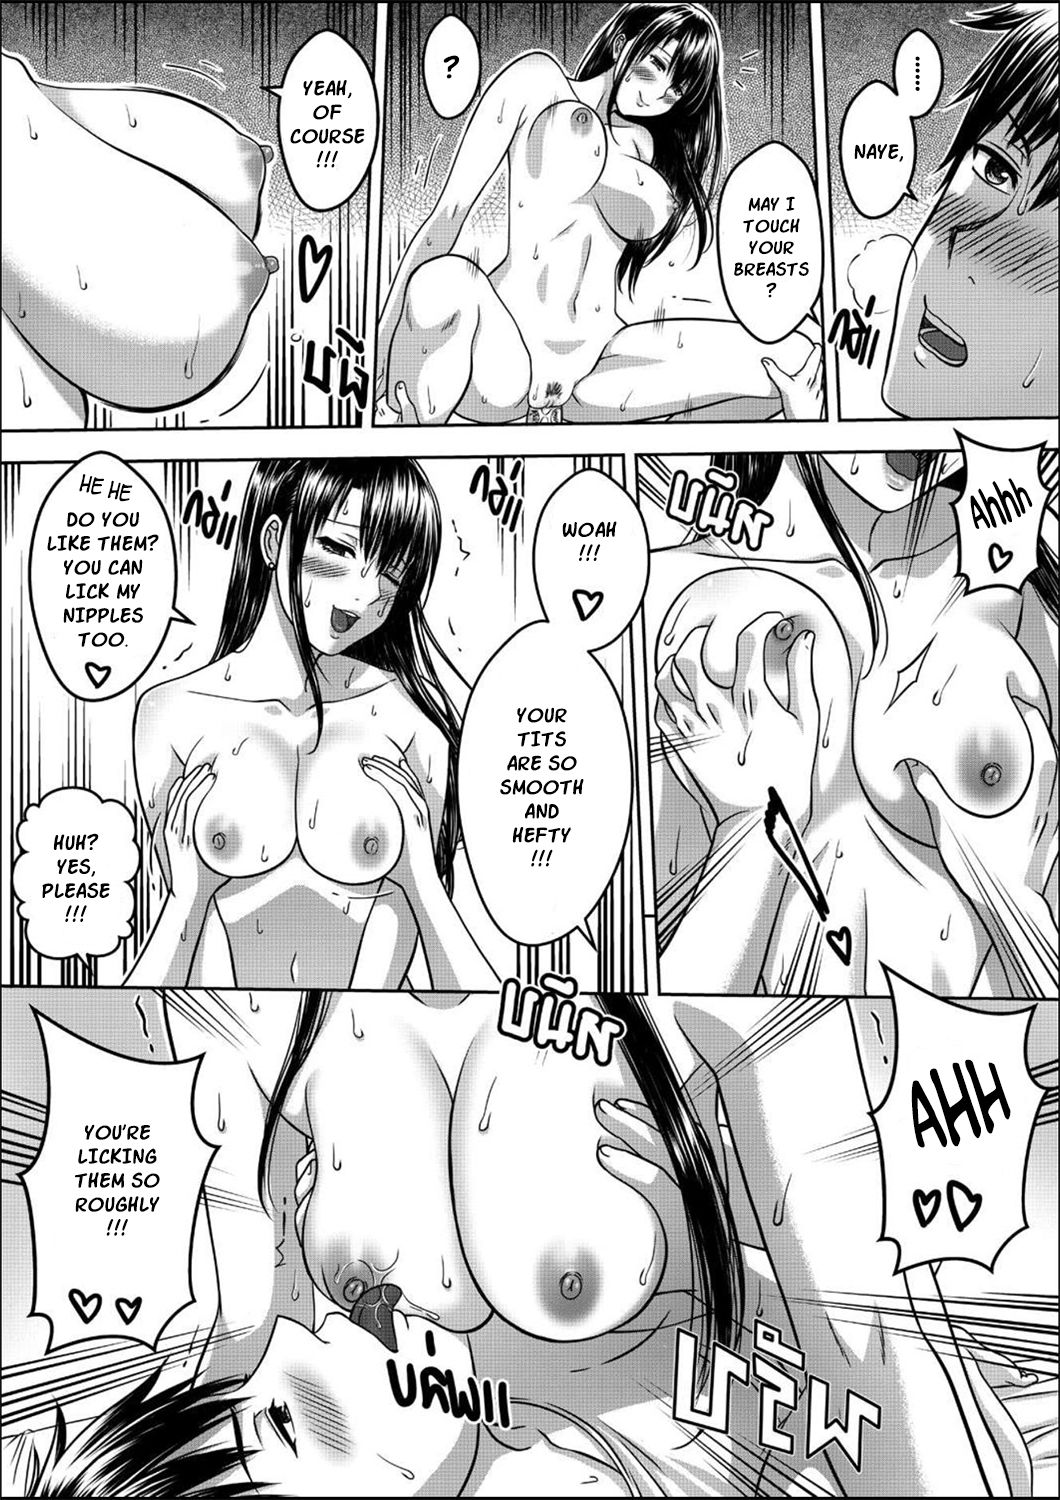 ........
NAYE,
MAY I
TOUCH
YOUR
BREASTS
?
?
YEAH,
OF
COURSE
!!!
Ahhh
WOAH
!!!
YOUR
TITS
ARE SO
SMOOTH
AND
HEFTY
!!!
HE HE
DO YOU
LIKE THEM?
YOU CAN
LICK MY
NIPPLES
TOO.
HUH?
YES,
PLEASE
!!!
AHH
YOU'RE
LICKING
THEM SO
ROUGHLY
!!!